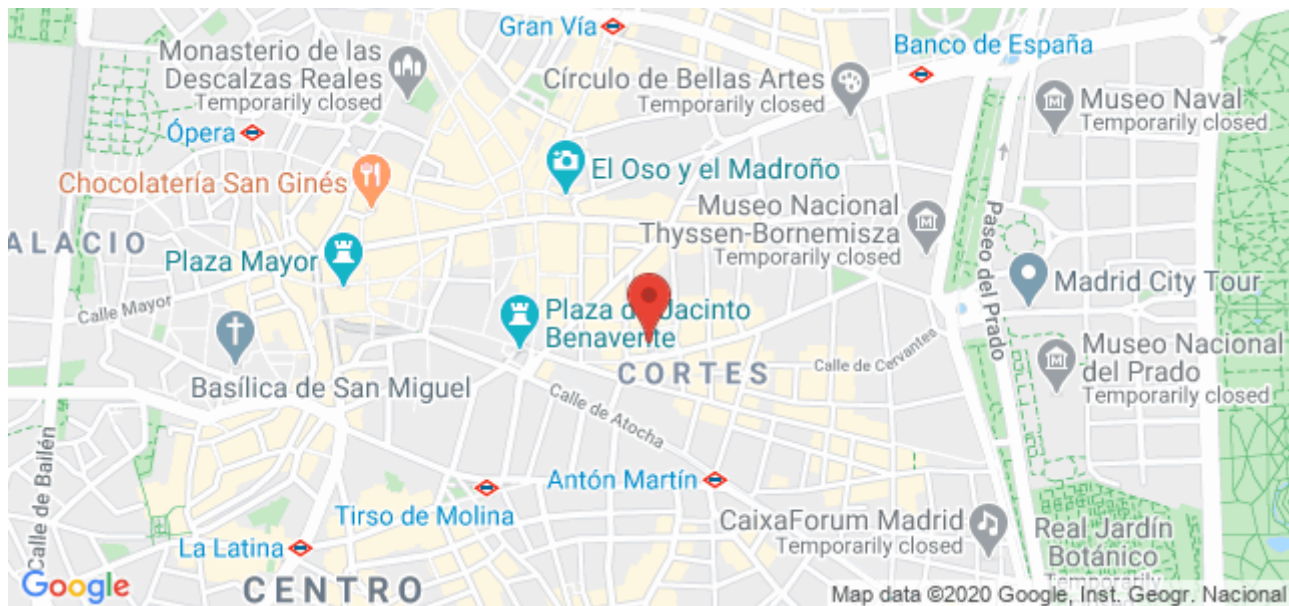 Gran Vía
Banco de España
Monasterio de las
Descalzas Reales
Temporarily closed
Círculo de Bellas Artes
Temporarily closed
Museo Naval
Temporarily closed
Ópera
El Oso y el Madroño
Chocolatería San Ginés
Museo Nacional
Thyssen-Bornemisza
Temporarily closed
ALACIO
Plaza Mayor
Paseo del Prado
Madrid City Tour
Calle Mayor
Plaza de Jacinto
Benavente
Museo Nacional
del Prado
Temporarily closed
Basílica de San Miguel
CORTES
Calle de Cervantes
Calle de Atocha
Calle de Bailén
Antón Martín
Tirso de Molina
CaixaForum Madrid
Temporarily closed
Real Jardín
Botánico
Temporarily
La Latina
CENTRO
Google
Map data ©2020 Google, Inst. Geogr. Nacional